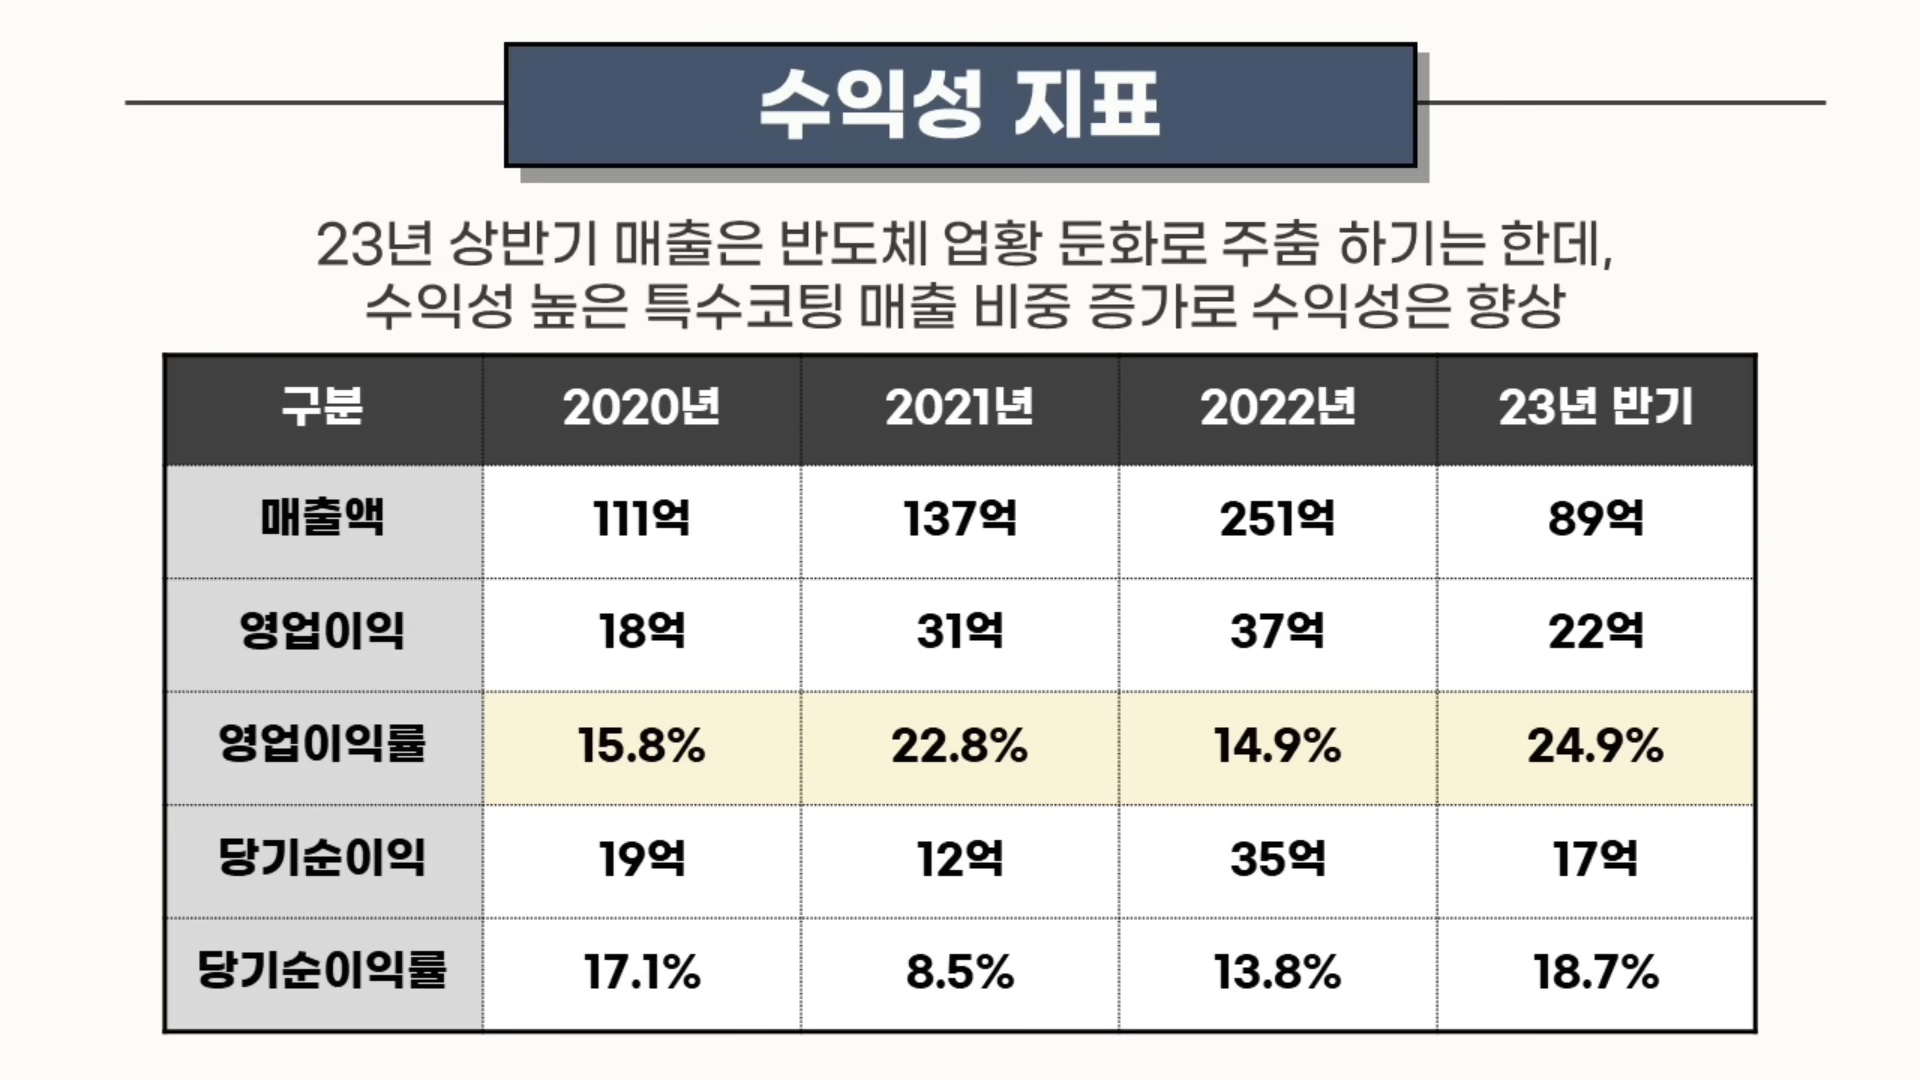 수익성 지표
23년 상반기 매출은 반도체 업황 둔화로 주춤 하기는 한데,
수익성 높은 특수코팅 매출 비중 증가로 수익성은 향상
구분 2020년 2021년 2022년 23년 반기
매출액 111억 137억 251억 89억
영업이익 18억 31억 37억 22억
영업이익률 15.8% 22.8% 14.9% 24.9%
당기순이익 19억 12억 35억 17억
당기순이익률 17.1% 8.5% 13.8% 18.7%